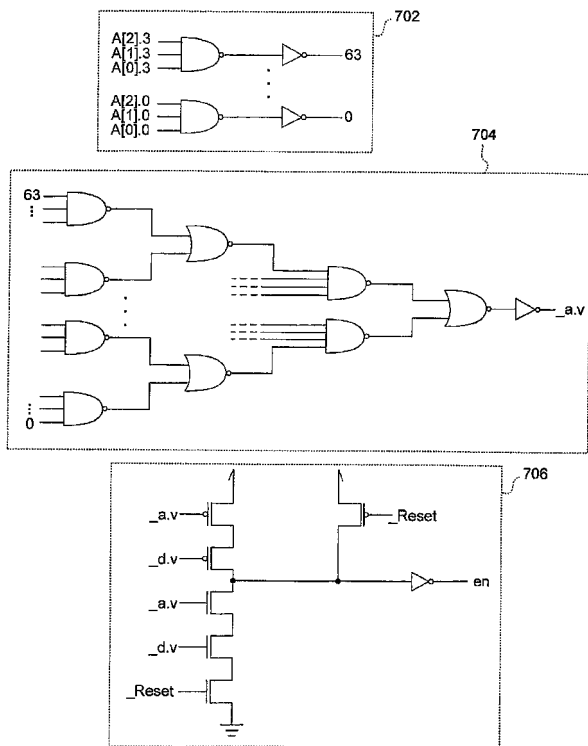 702
A[2].3
A[1].3
A[0].3
63
A[2].0
A[1].0
A[0].0
0
704
63
0
_a.v
706
_a.v
_Reset
_d.v
en
_a.v
_d.v
_Reset